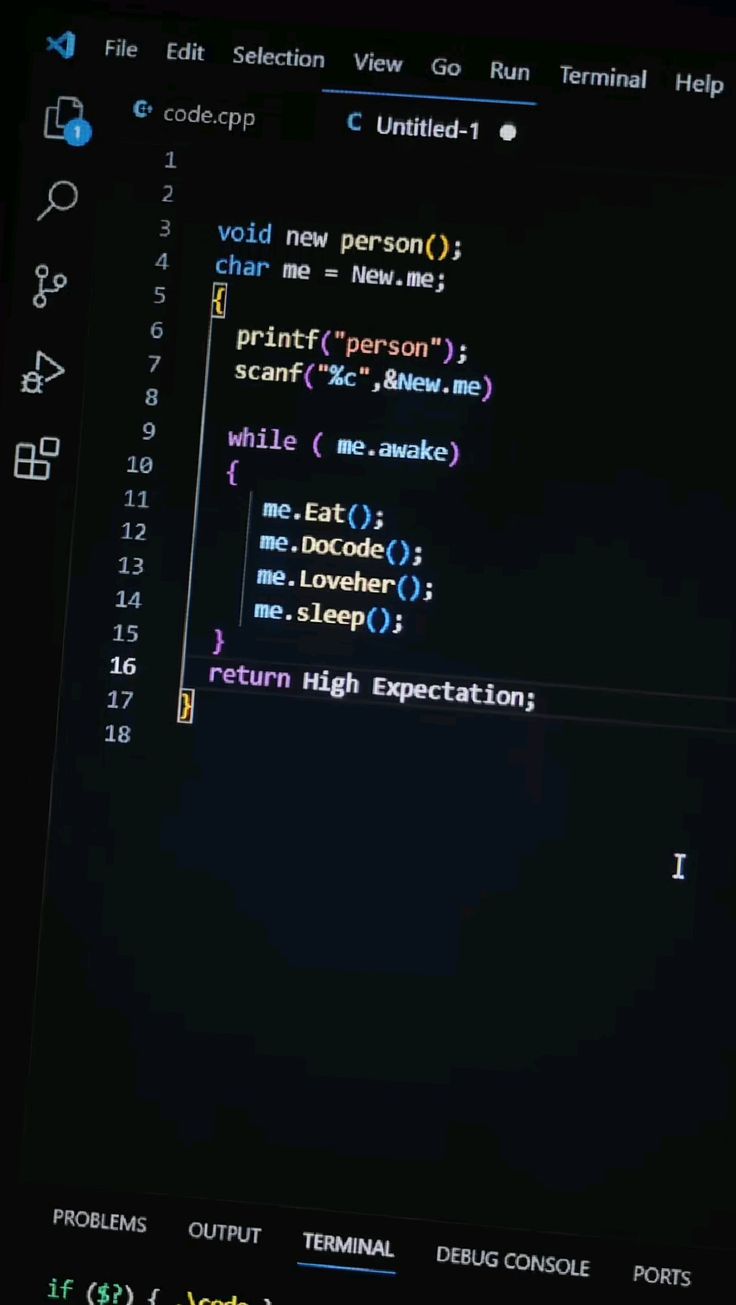 File Edit Selection View Go Run Terminal Help
1
code.cpp
C Untitled-1
1
2
3 void new person();
4 char me = New.me;
5 {
6 printf("person");
7 scanf("%c",&New.me)
8
9 while ( me.awake)
10 {
11 me.Eat();
12 me.DoCode();
13 me.Loveher();
14 me.sleep();
15 }
16 return High Expectation;
17 }
18
PROBLEMS OUTPUT TERMINAL DEBUG CONSOLE PORTS
if ($?) { .\code }